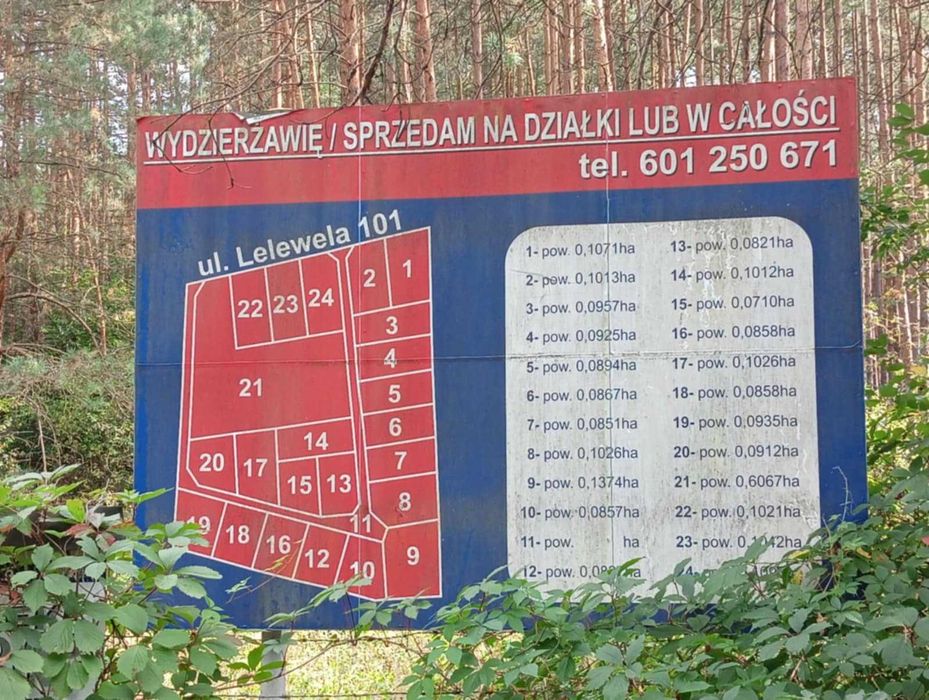 WYDZIERŻAWIĘ / SPRZEDAM NA DZIAŁKI LUB W CAŁOŚCI
tel. 601 250 671
ul. Lelewela 101
22 23 24 2 1
3
4
21 5
6
14
20 17 7
15 13
8
19 18 16 12 11
10 9
1- pow. 0,1071ha
2- pow. 0,1013ha
3- pow. 0,0957ha
4- pow. 0,0925ha
5- pow. 0,0894ha
6- pow. 0,0867ha
7- pow. 0,0851ha
8- pow. 0,1026ha
9- pow. 0,1374ha
10- pow. 0,0857ha
11- pow. ha
12- pow.
13- pow. 0,0821ha
14- pow. 0,1012ha
15- pow. 0,0710ha
16- pow. 0,0858ha
17- pow. 0,1026ha
18- pow. 0,0858ha
19- pow. 0,0935ha
20- pow. 0,0912ha
21- pow. 0,6067ha
22- pow. 0,1021ha
23- pow. 0,1042ha